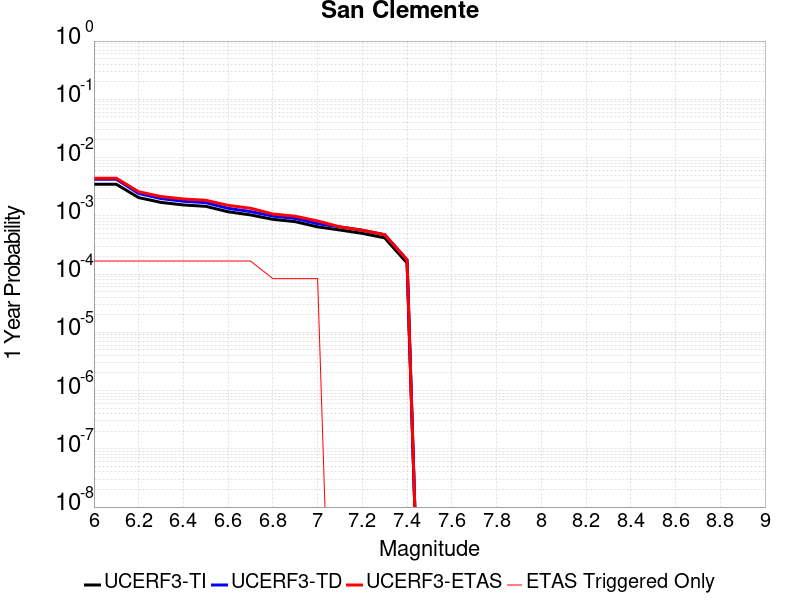 San Clemente
10^0
10^-1
10^-2
10^-3
10^-4
10^-5
10^-6
10^-7
10^-8
1 Year Probability
6 6.2 6.4 6.6 6.8 7 7.2 7.4 7.6 7.8 8 8.2 8.4 8.6 8.8 9
Magnitude
UCERF3-TI UCERF3-TD UCERF3-ETAS ETAS Triggered Only